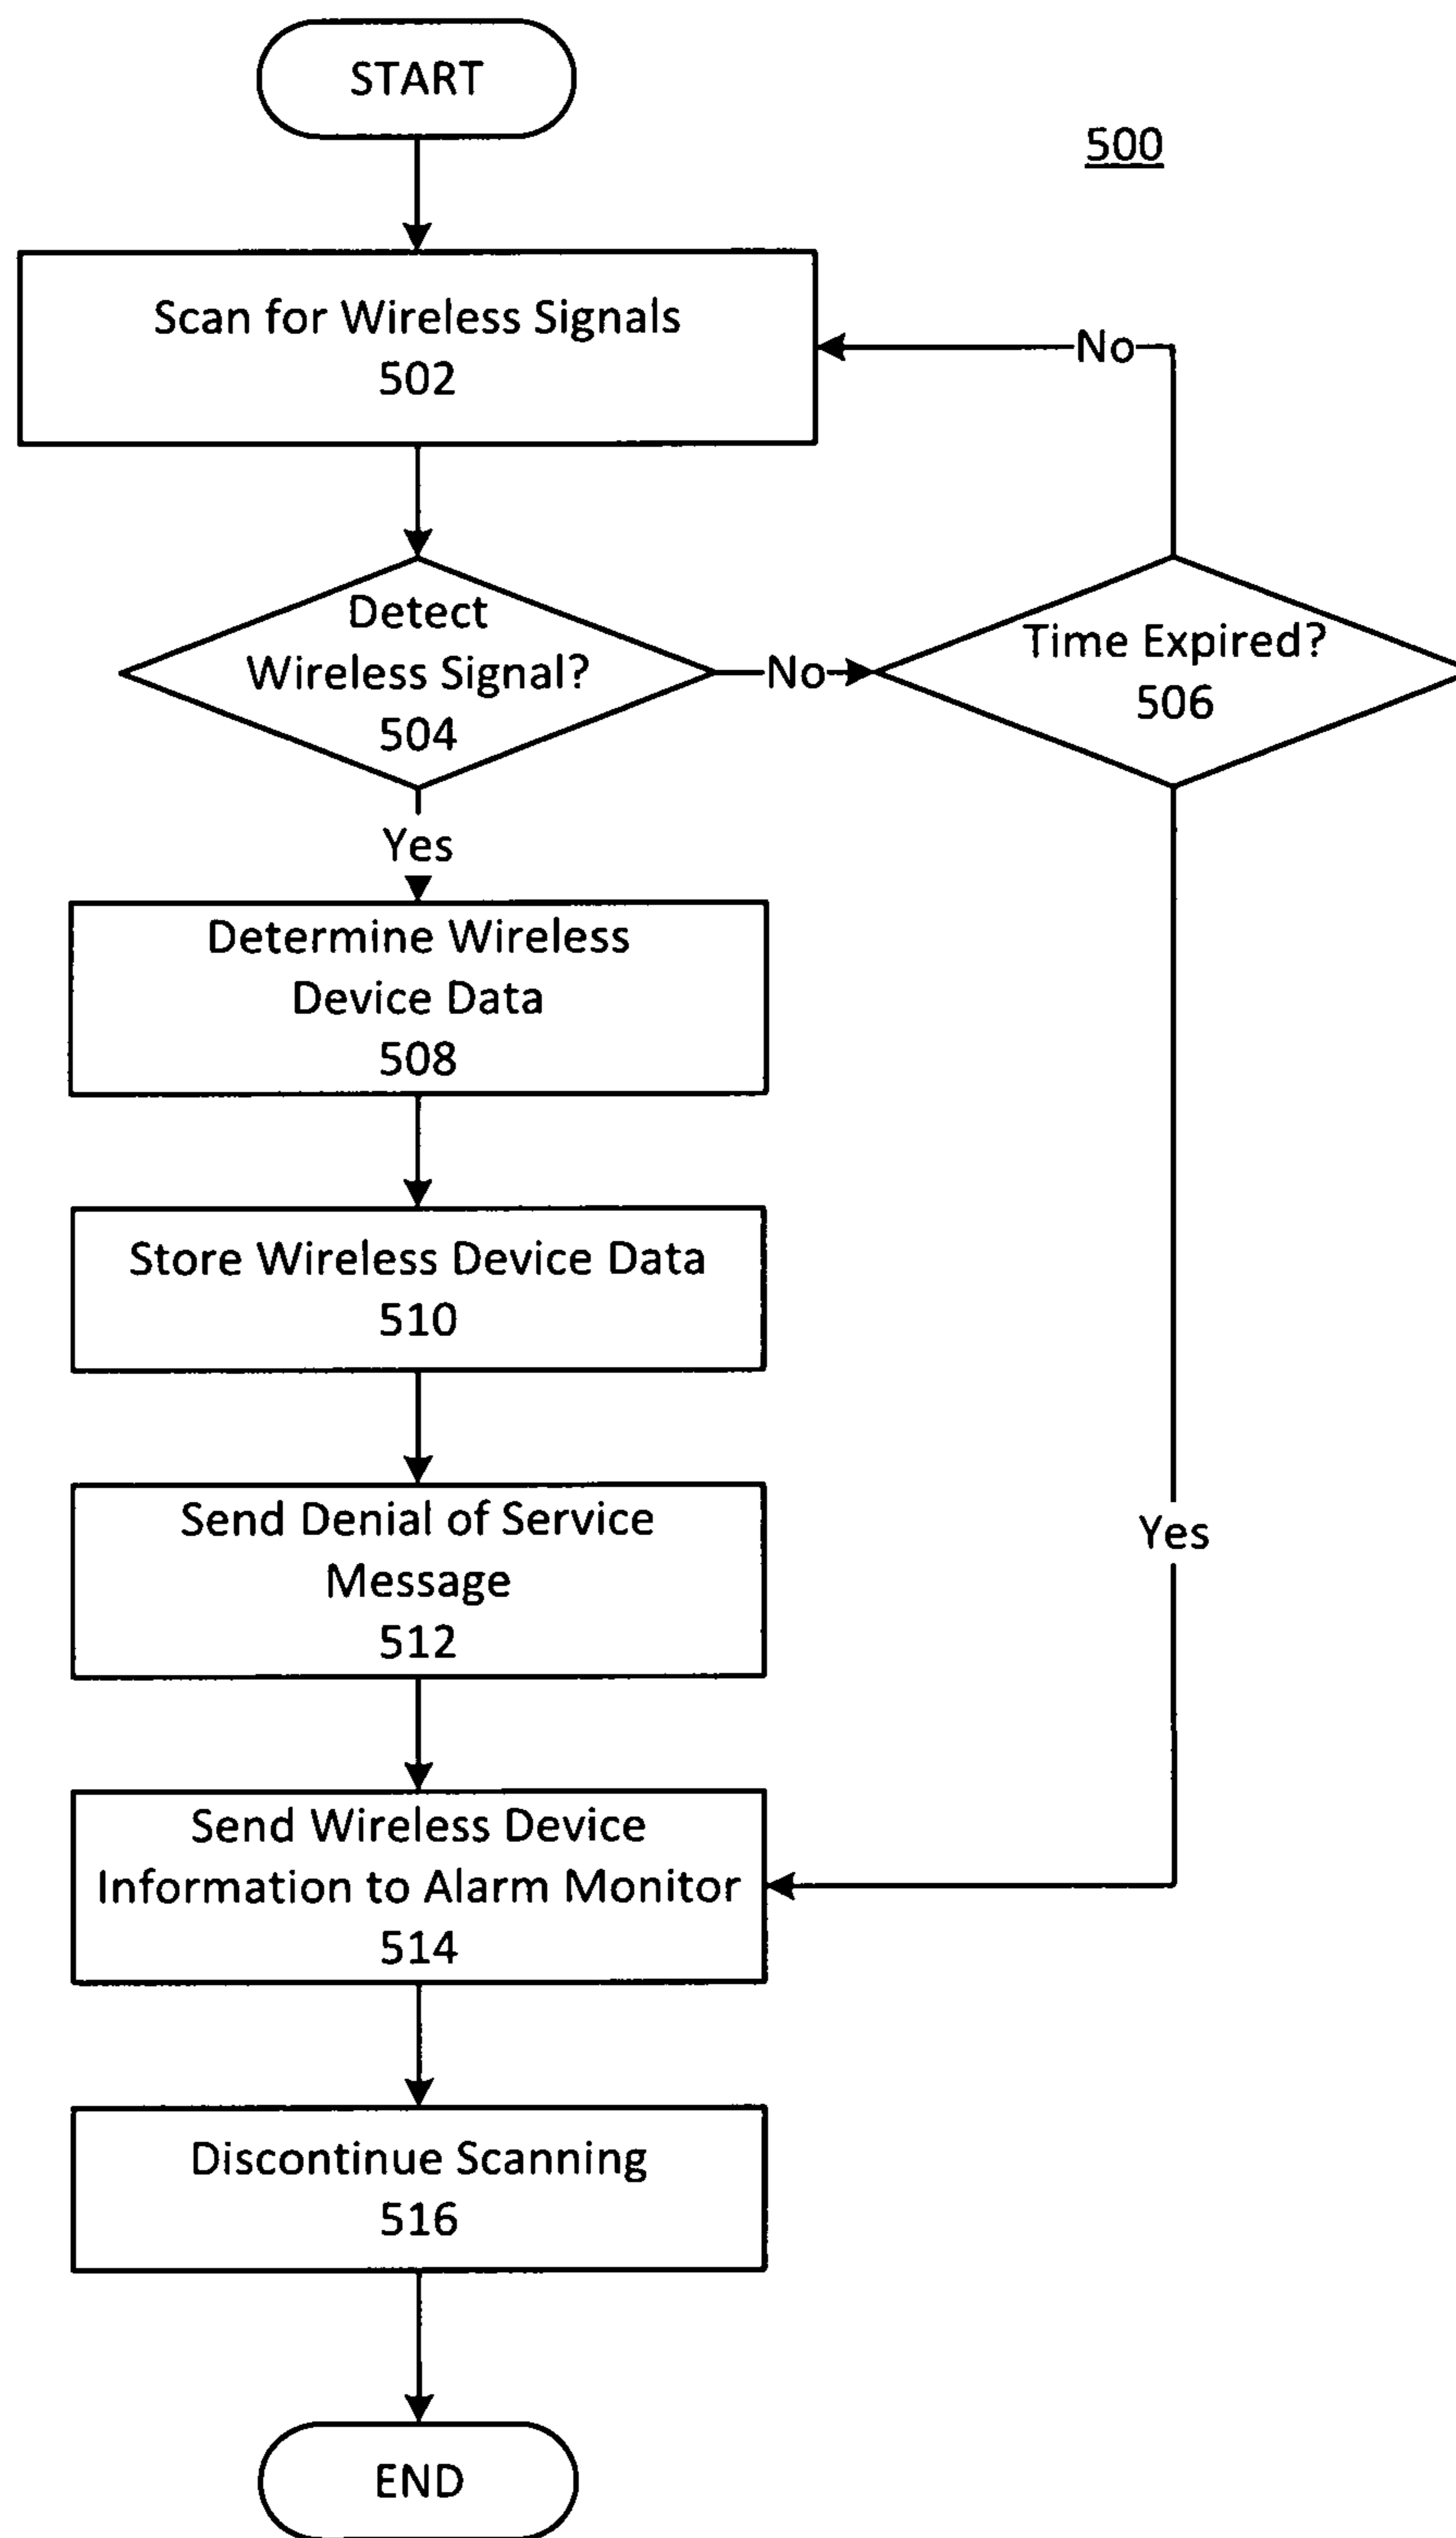 START
500
Scan for Wireless Signals
502
No
Detect
Wireless Signal?
504
No
Time Expired?
506
Yes
Determine Wireless
Device Data
508
Store Wireless Device Data
510
Send Denial of Service
Message
512
Yes
Send Wireless Device
Information to Alarm Monitor
514
Discontinue Scanning
516
END